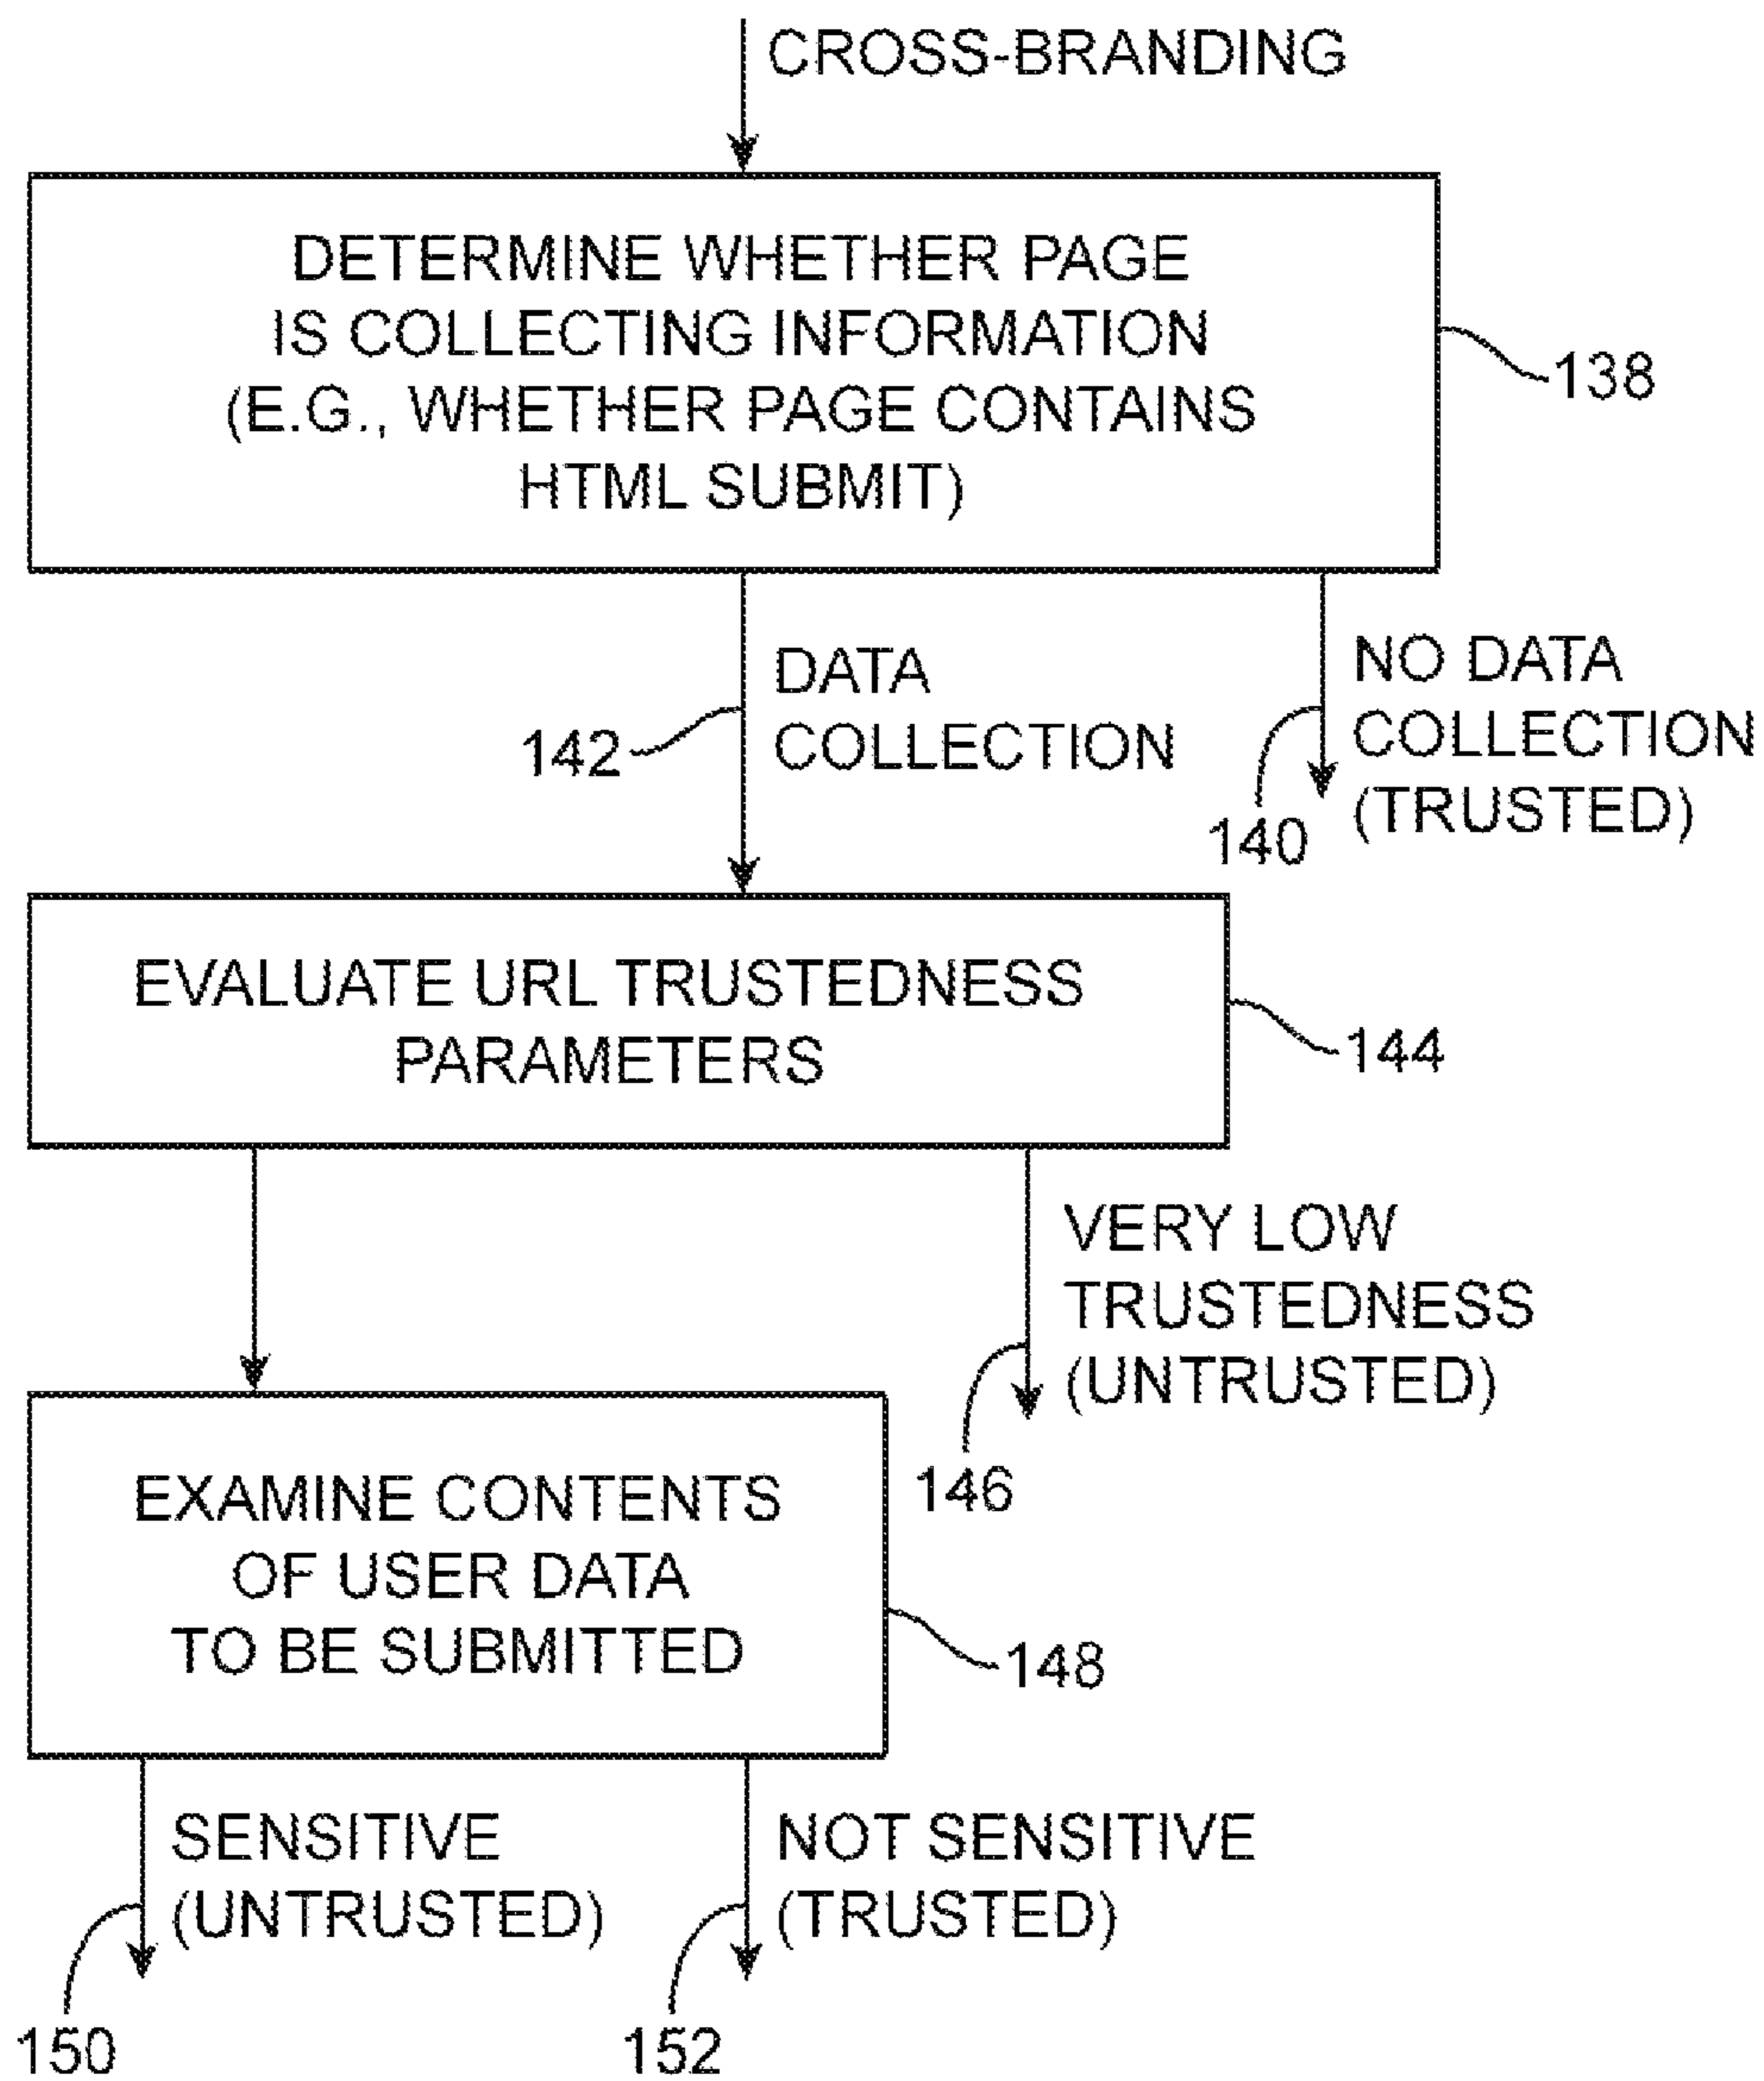 CROSS-BRANDING
DETERMINE WHETHER PAGE
IS COLLECTING INFORMATION
(E.G., WHETHER PAGE CONTAINS
HTML SUBMIT)
138
DATA
COLLECTION
142
NO DATA
COLLECTION
(TRUSTED)
140
EVALUATE URL TRUSTEDNESS
PARAMETERS
144
VERY LOW
TRUSTEDNESS
(UNTRUSTED)
146
EXAMINE CONTENTS
OF USER DATA
TO BE SUBMITTED
148
SENSITIVE
(UNTRUSTED)
150
NOT SENSITIVE
(TRUSTED)
152